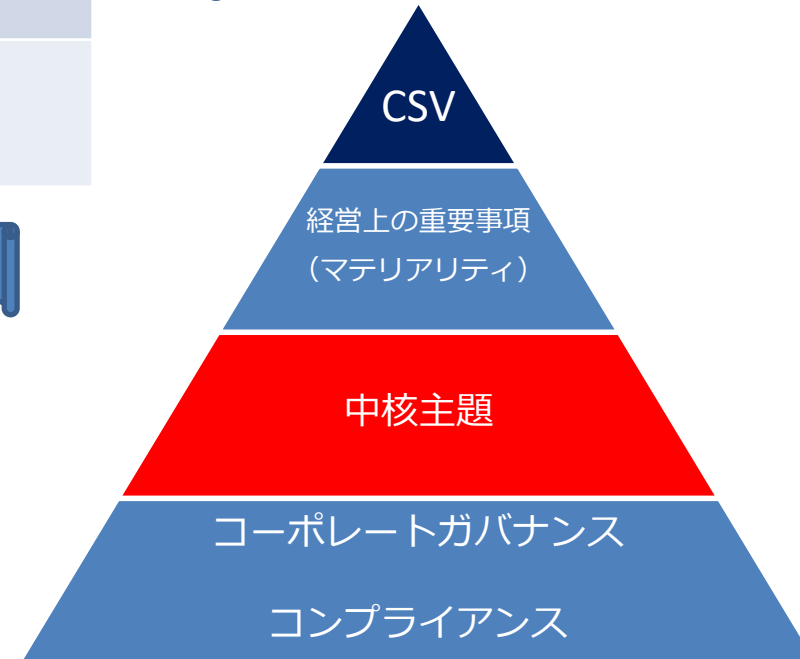 CSV
経営上の重要事項
（マテリアリティ）
中核主題
コーポレートガバナンス
コンプライアンス